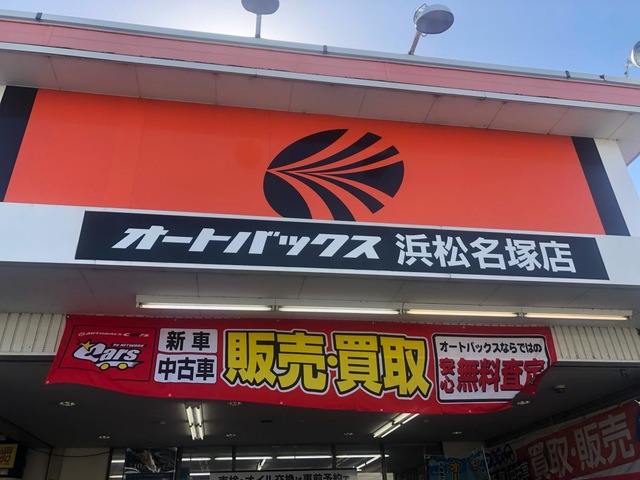 オートバックス 浜松名塚店
AUTOBACS CARS
cars
新車
中古車
販売・買取
オートバックスならではの
安心無料査定
買取・販売